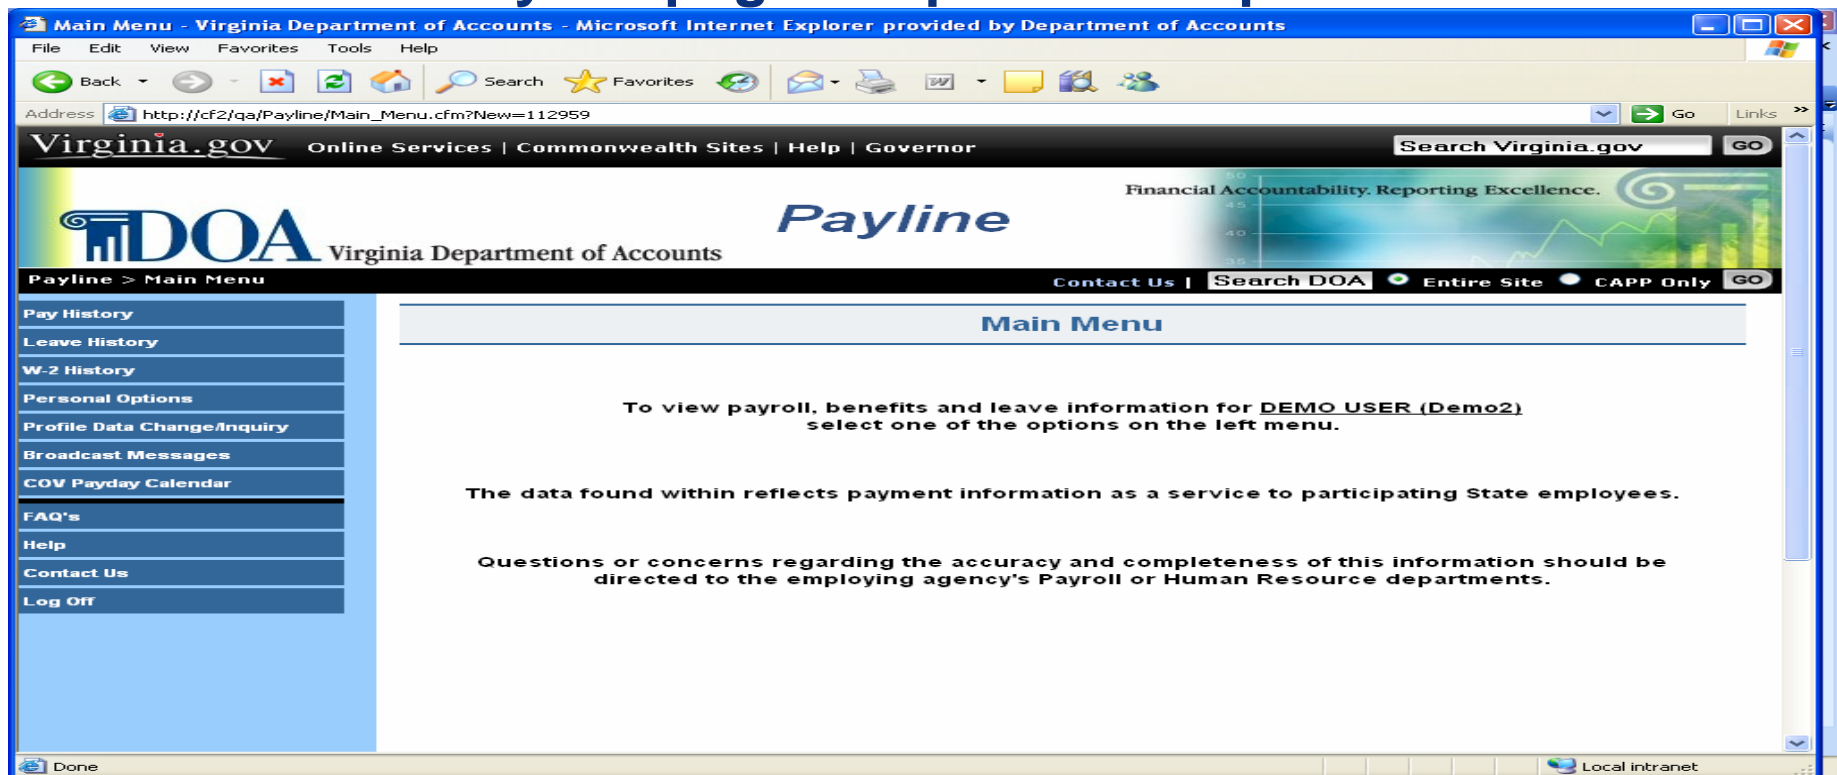 Main Menu - Virginia Department of Accounts - Microsoft Internet Explorer provided by Department of Accounts
File Edit View Favorites Tools Help
Back Search Favorites
Address http://cf2/qa/Payline/Main_Menu.cfm?New=112959 Go Links
Virginia.gov Online Services | Commonwealth Sites | Help | Governor Search Virginia.gov GO
Financial Accountability. Reporting Excellence.
50
45
40
35
DOA Virginia Department of Accounts
Payline
Payline > Main Menu Contact Us | Search DOA Entire Site CAPP Only GO
Pay History
Leave History
W-2 History
Personal Options
Profile Data Change/Inquiry
Broadcast Messages
COV Payday Calendar
FAQ's
Help
Contact Us
Log Off
Main Menu
To view payroll, benefits and leave information for DEMO USER (Demo2)
select one of the options on the left menu.
The data found within reflects payment information as a service to participating State employees.
Questions or concerns regarding the accuracy and completeness of this information should be
directed to the employing agency's Payroll or Human Resource departments.
Done Local intranet